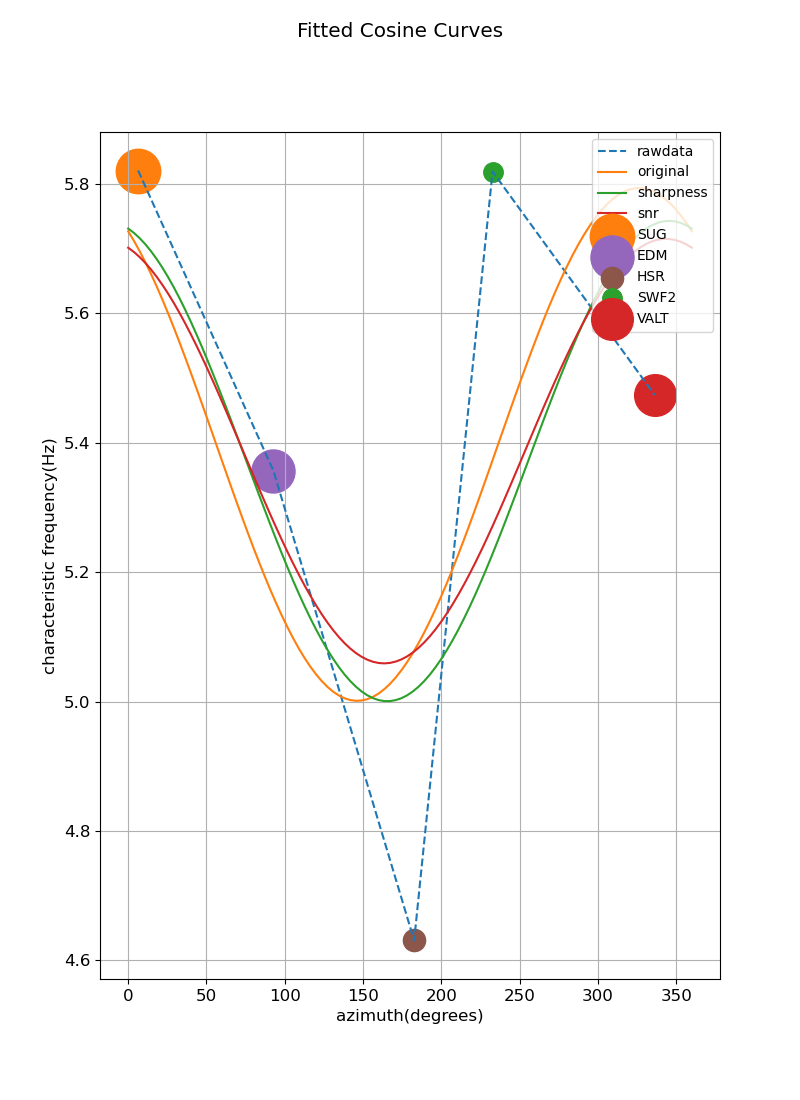 Fitted Cosine Curves
rawdata
original
sharpness
snr
SUG
EDM
HSR
SWF2
VALT
5.8
5.6
5.4
5.2
5.0
4.8
4.6
characteristic frequency(Hz)
0 50 100 150 200 250 300 350
azimuth(degrees)